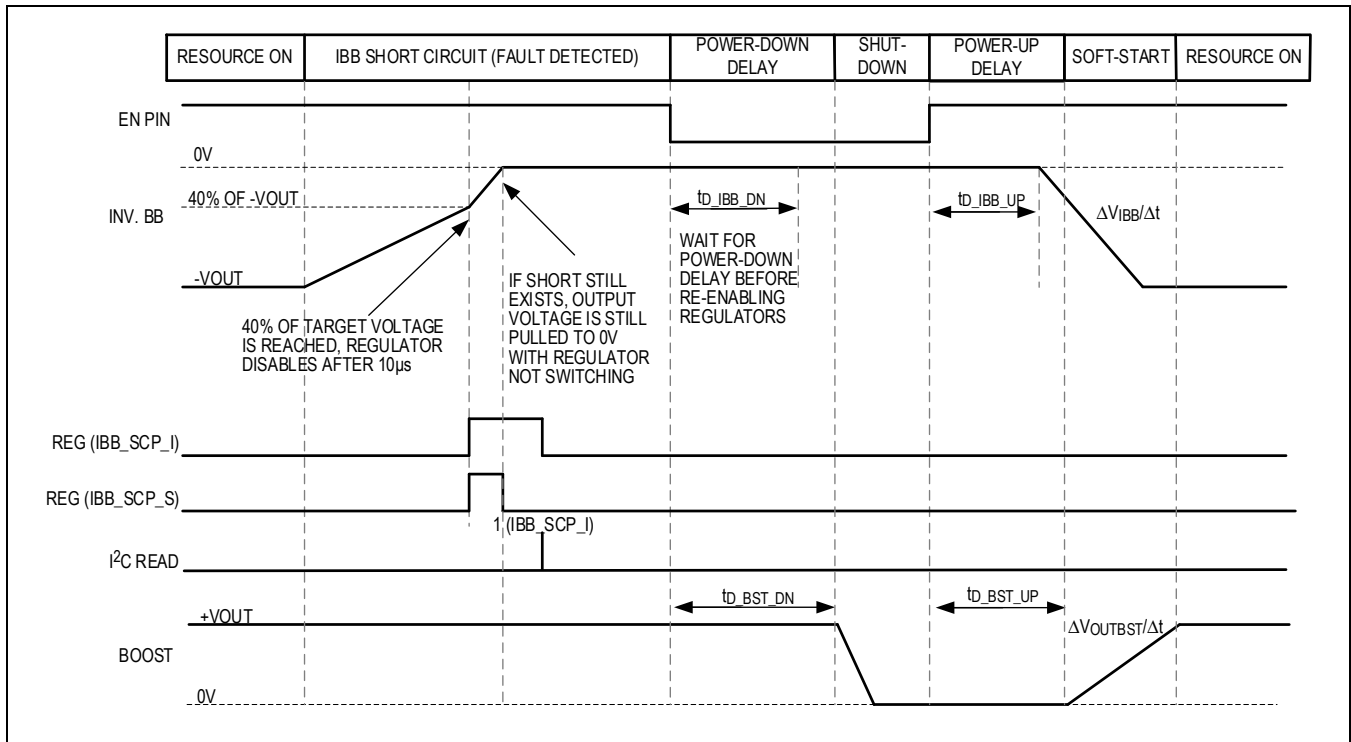 RESOURCE ON
IBB SHORT CIRCUIT (FAULT DETECTED)
POWER-DOWN
DELAY
SHUT-
DOWN
POWER-UP
DELAY
SOFT-START
RESOURCE ON
EN PIN
0V
40% OF -VOUT
INV. BB
-VOUT
tD_IBB_DN
tD_IBB_UP
ΔVIBB/Δt
WAIT FOR
POWER-DOWN
DELAY BEFORE
RE-ENABLING
REGULATORS
IF SHORT STILL
EXISTS, OUTPUT
VOLTAGE IS STILL
PULLED TO 0V
WITH REGULATOR
NOT SWITCHING
40% OF TARGET VOLTAGE
IS REACHED, REGULATOR
DISABLES AFTER 10µs
REG (IBB_SCP_I)
REG (IBB_SCP_S)
1 (IBB_SCP_I)
I2C READ
tD_BST_DN
tD_BST_UP
+VOUT
ΔVOUTBST/Δt
BOOST
0V